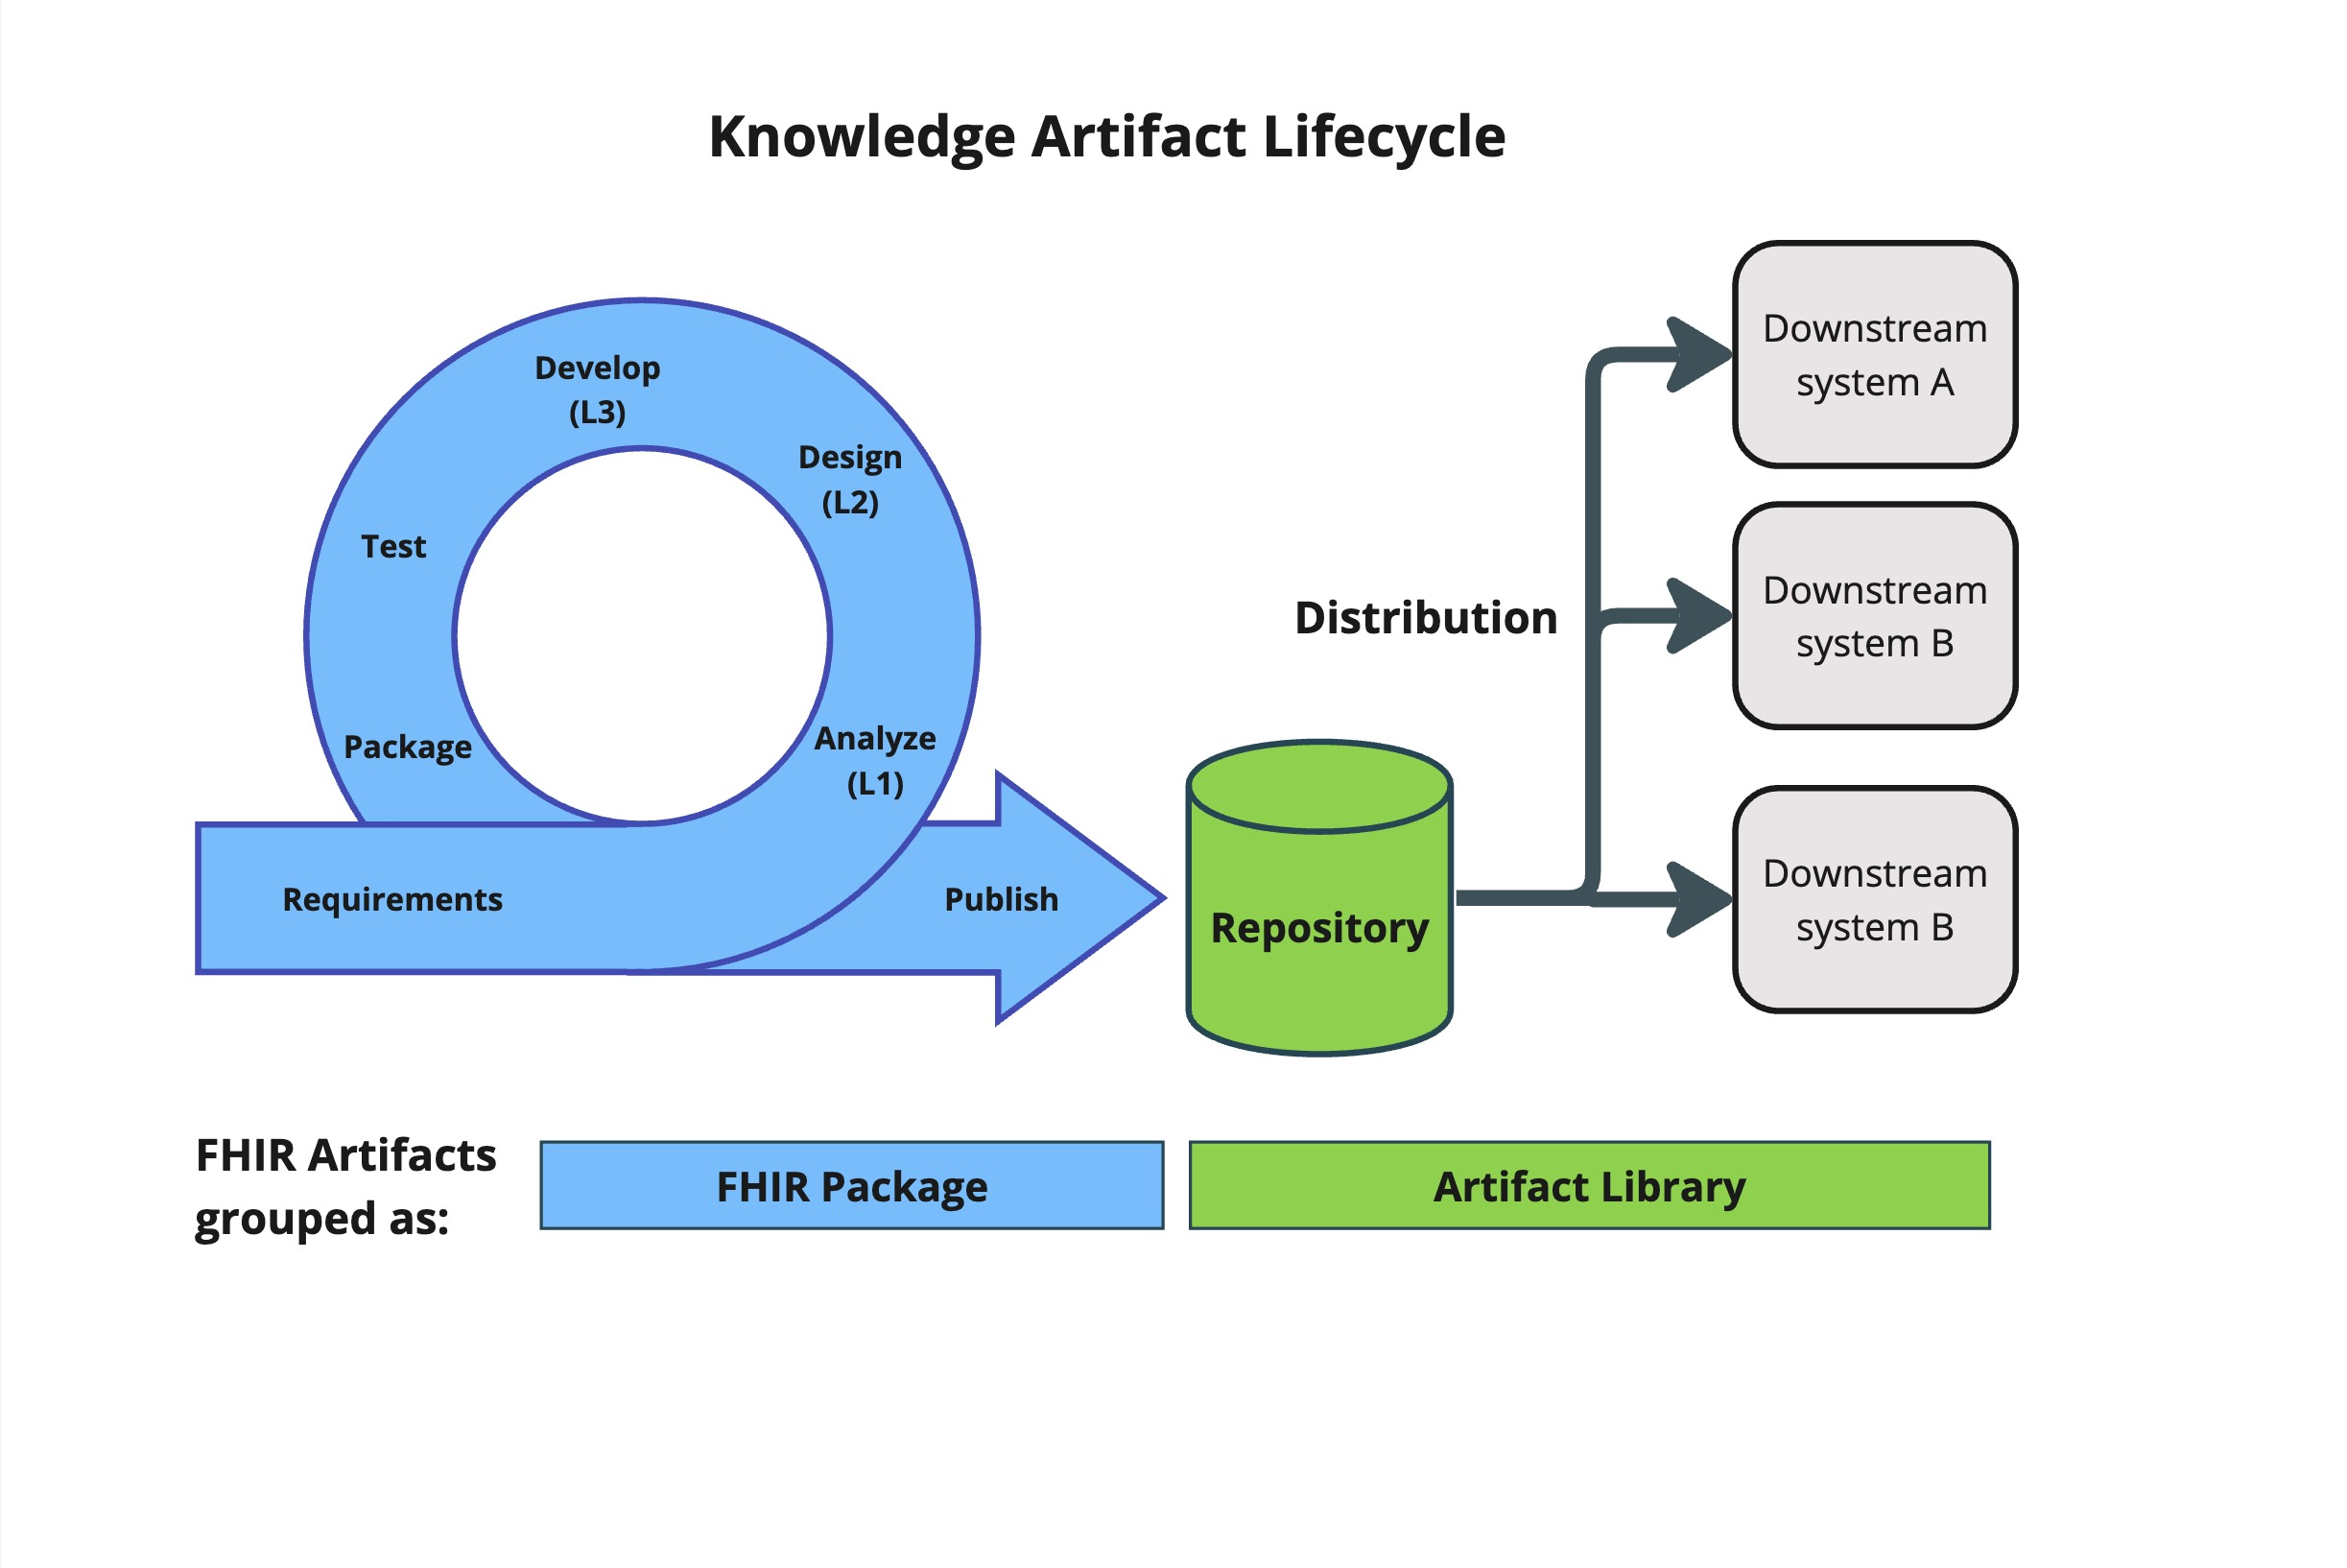 Knowledge Artifact Lifecycle
Develop
(L3)
Design
(L2)
Test
Analyze
(L1)
Package
Requirements
Publish
Repository
Distribution
Downstream
system A
Downstream
system B
Downstream
system B
FHIR Artifacts
grouped as:
FHIR Package
Artifact Library